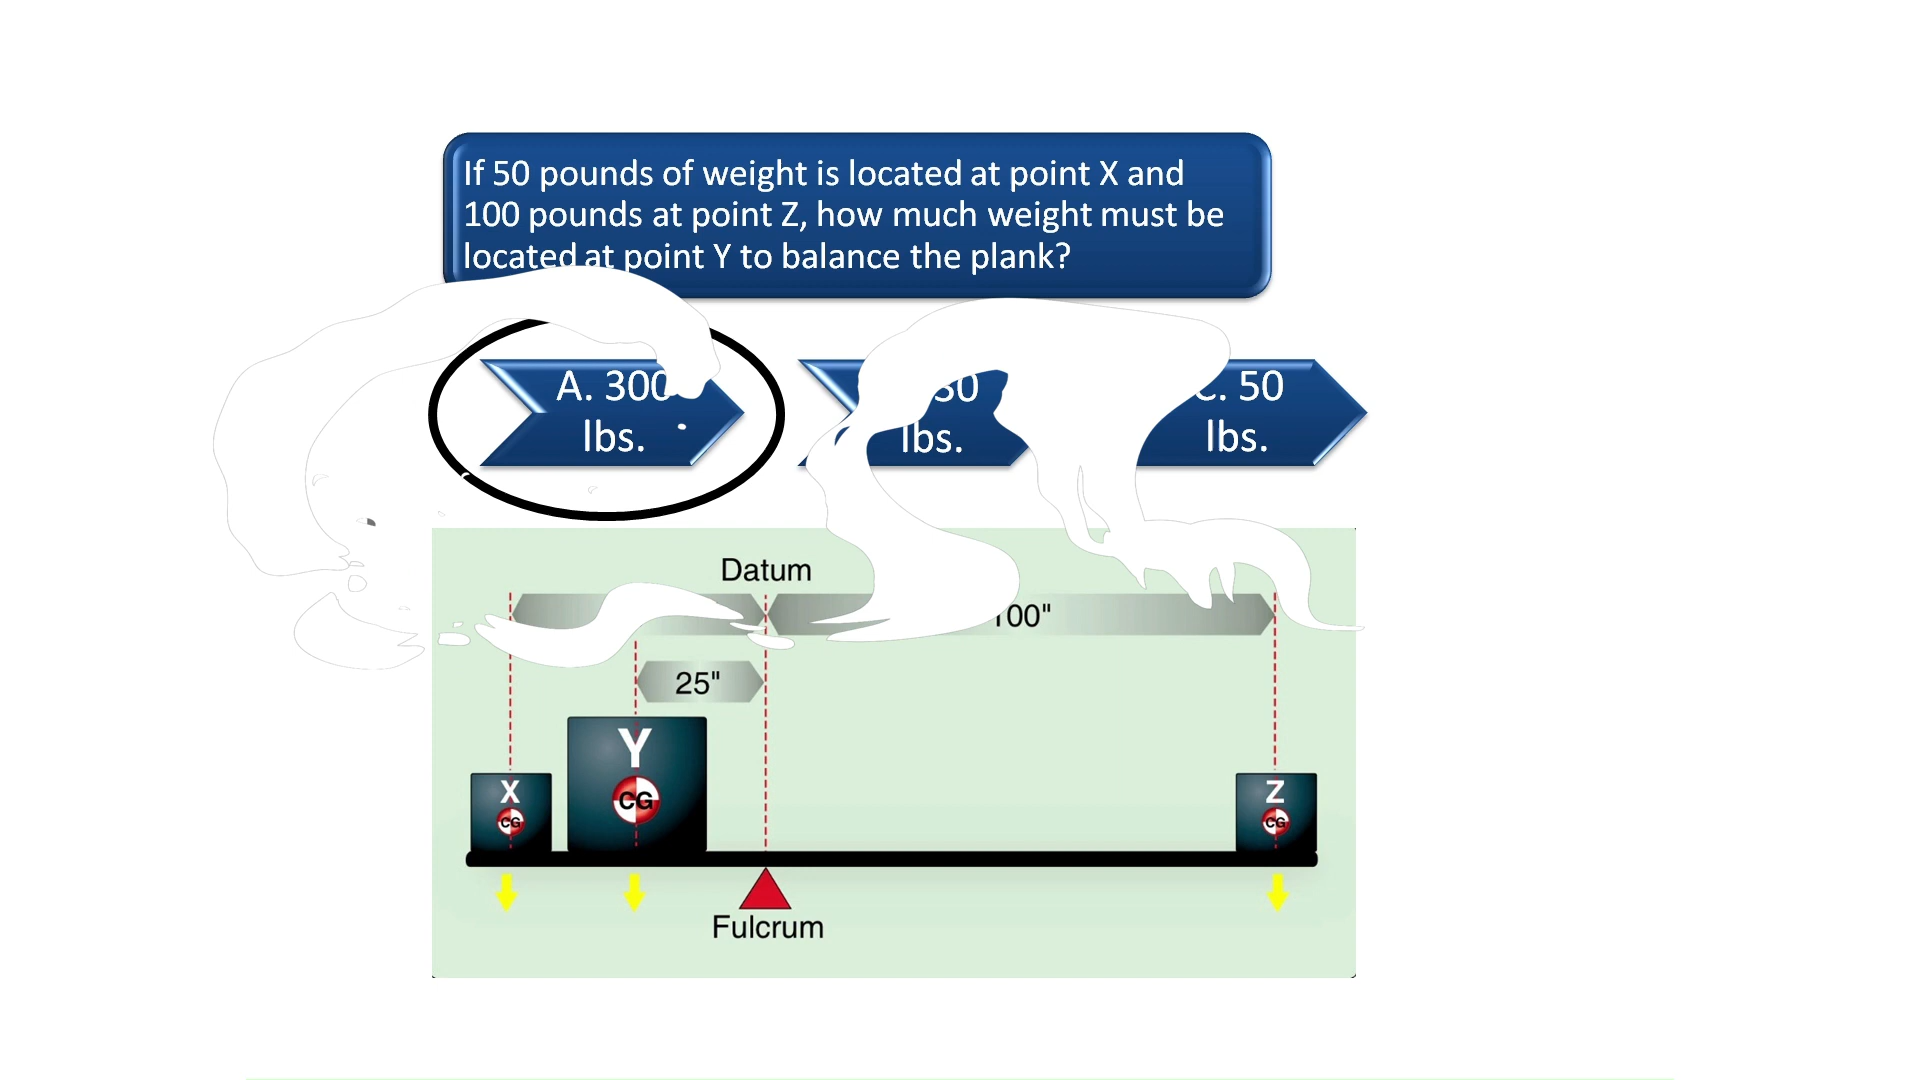 If 50 pounds of weight is located at point X and
100 pounds at point Z, how much weight must be
located at point Y to balance the plank?
A. 300
lbs.
lbs.
C. 50
lbs.
Datum
25"
Y
CG
X
CG
Z
CG
Fulcrum